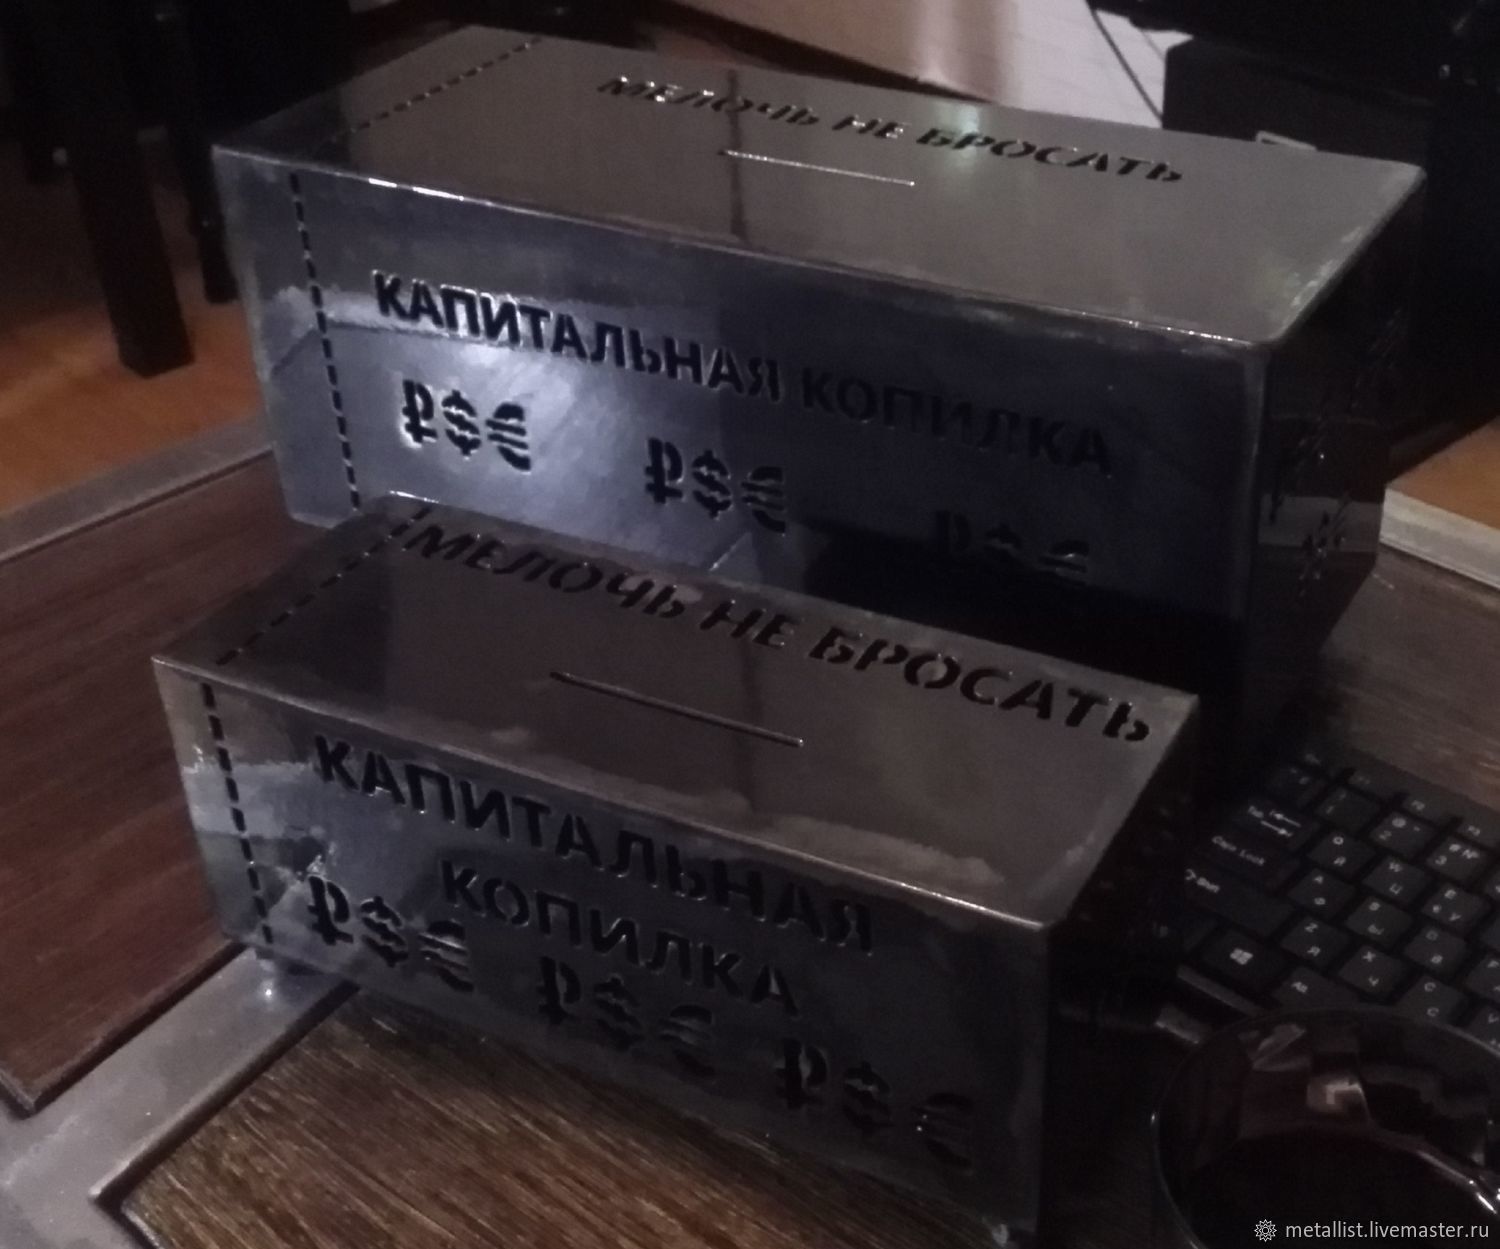 МЕЛОЧЬ НЕ БРОСАТЬ
КАПИТАЛЬНАЯ КОПИЛКА
₽$€ ₽$€ ₽$€
МЕЛОЧЬ НЕ БРОСАТЬ
КАПИТАЛЬНАЯ
КОПИЛКА
₽$€ ₽$€ ₽$€
metallist.livemaster.ru